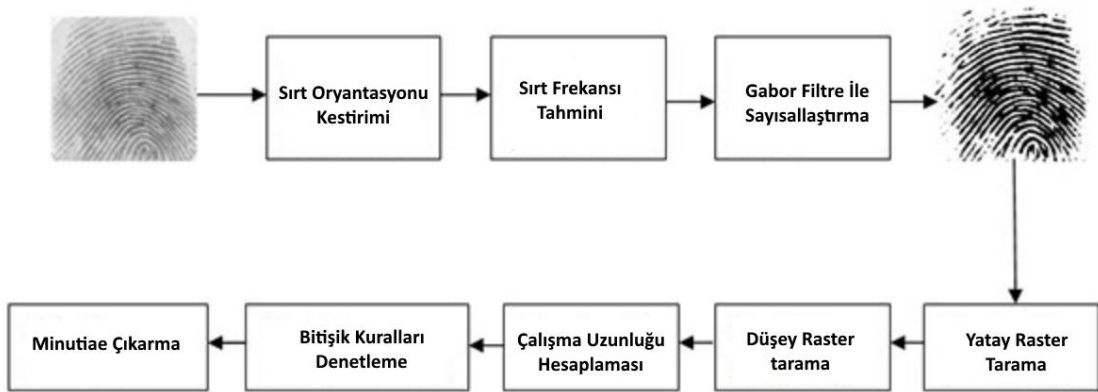 Sırt Oryantasyonu
Kestirimi
Sırt Frekansı
Tahmini
Gabor Filtre İle
Sayısallaştırma
Yatay Raster
Tarama
Düşey Raster
tarama
Çalışma Uzunluğu
Hesaplaması
Bitişik Kuralları
Denetleme
Minutiae Çıkarma